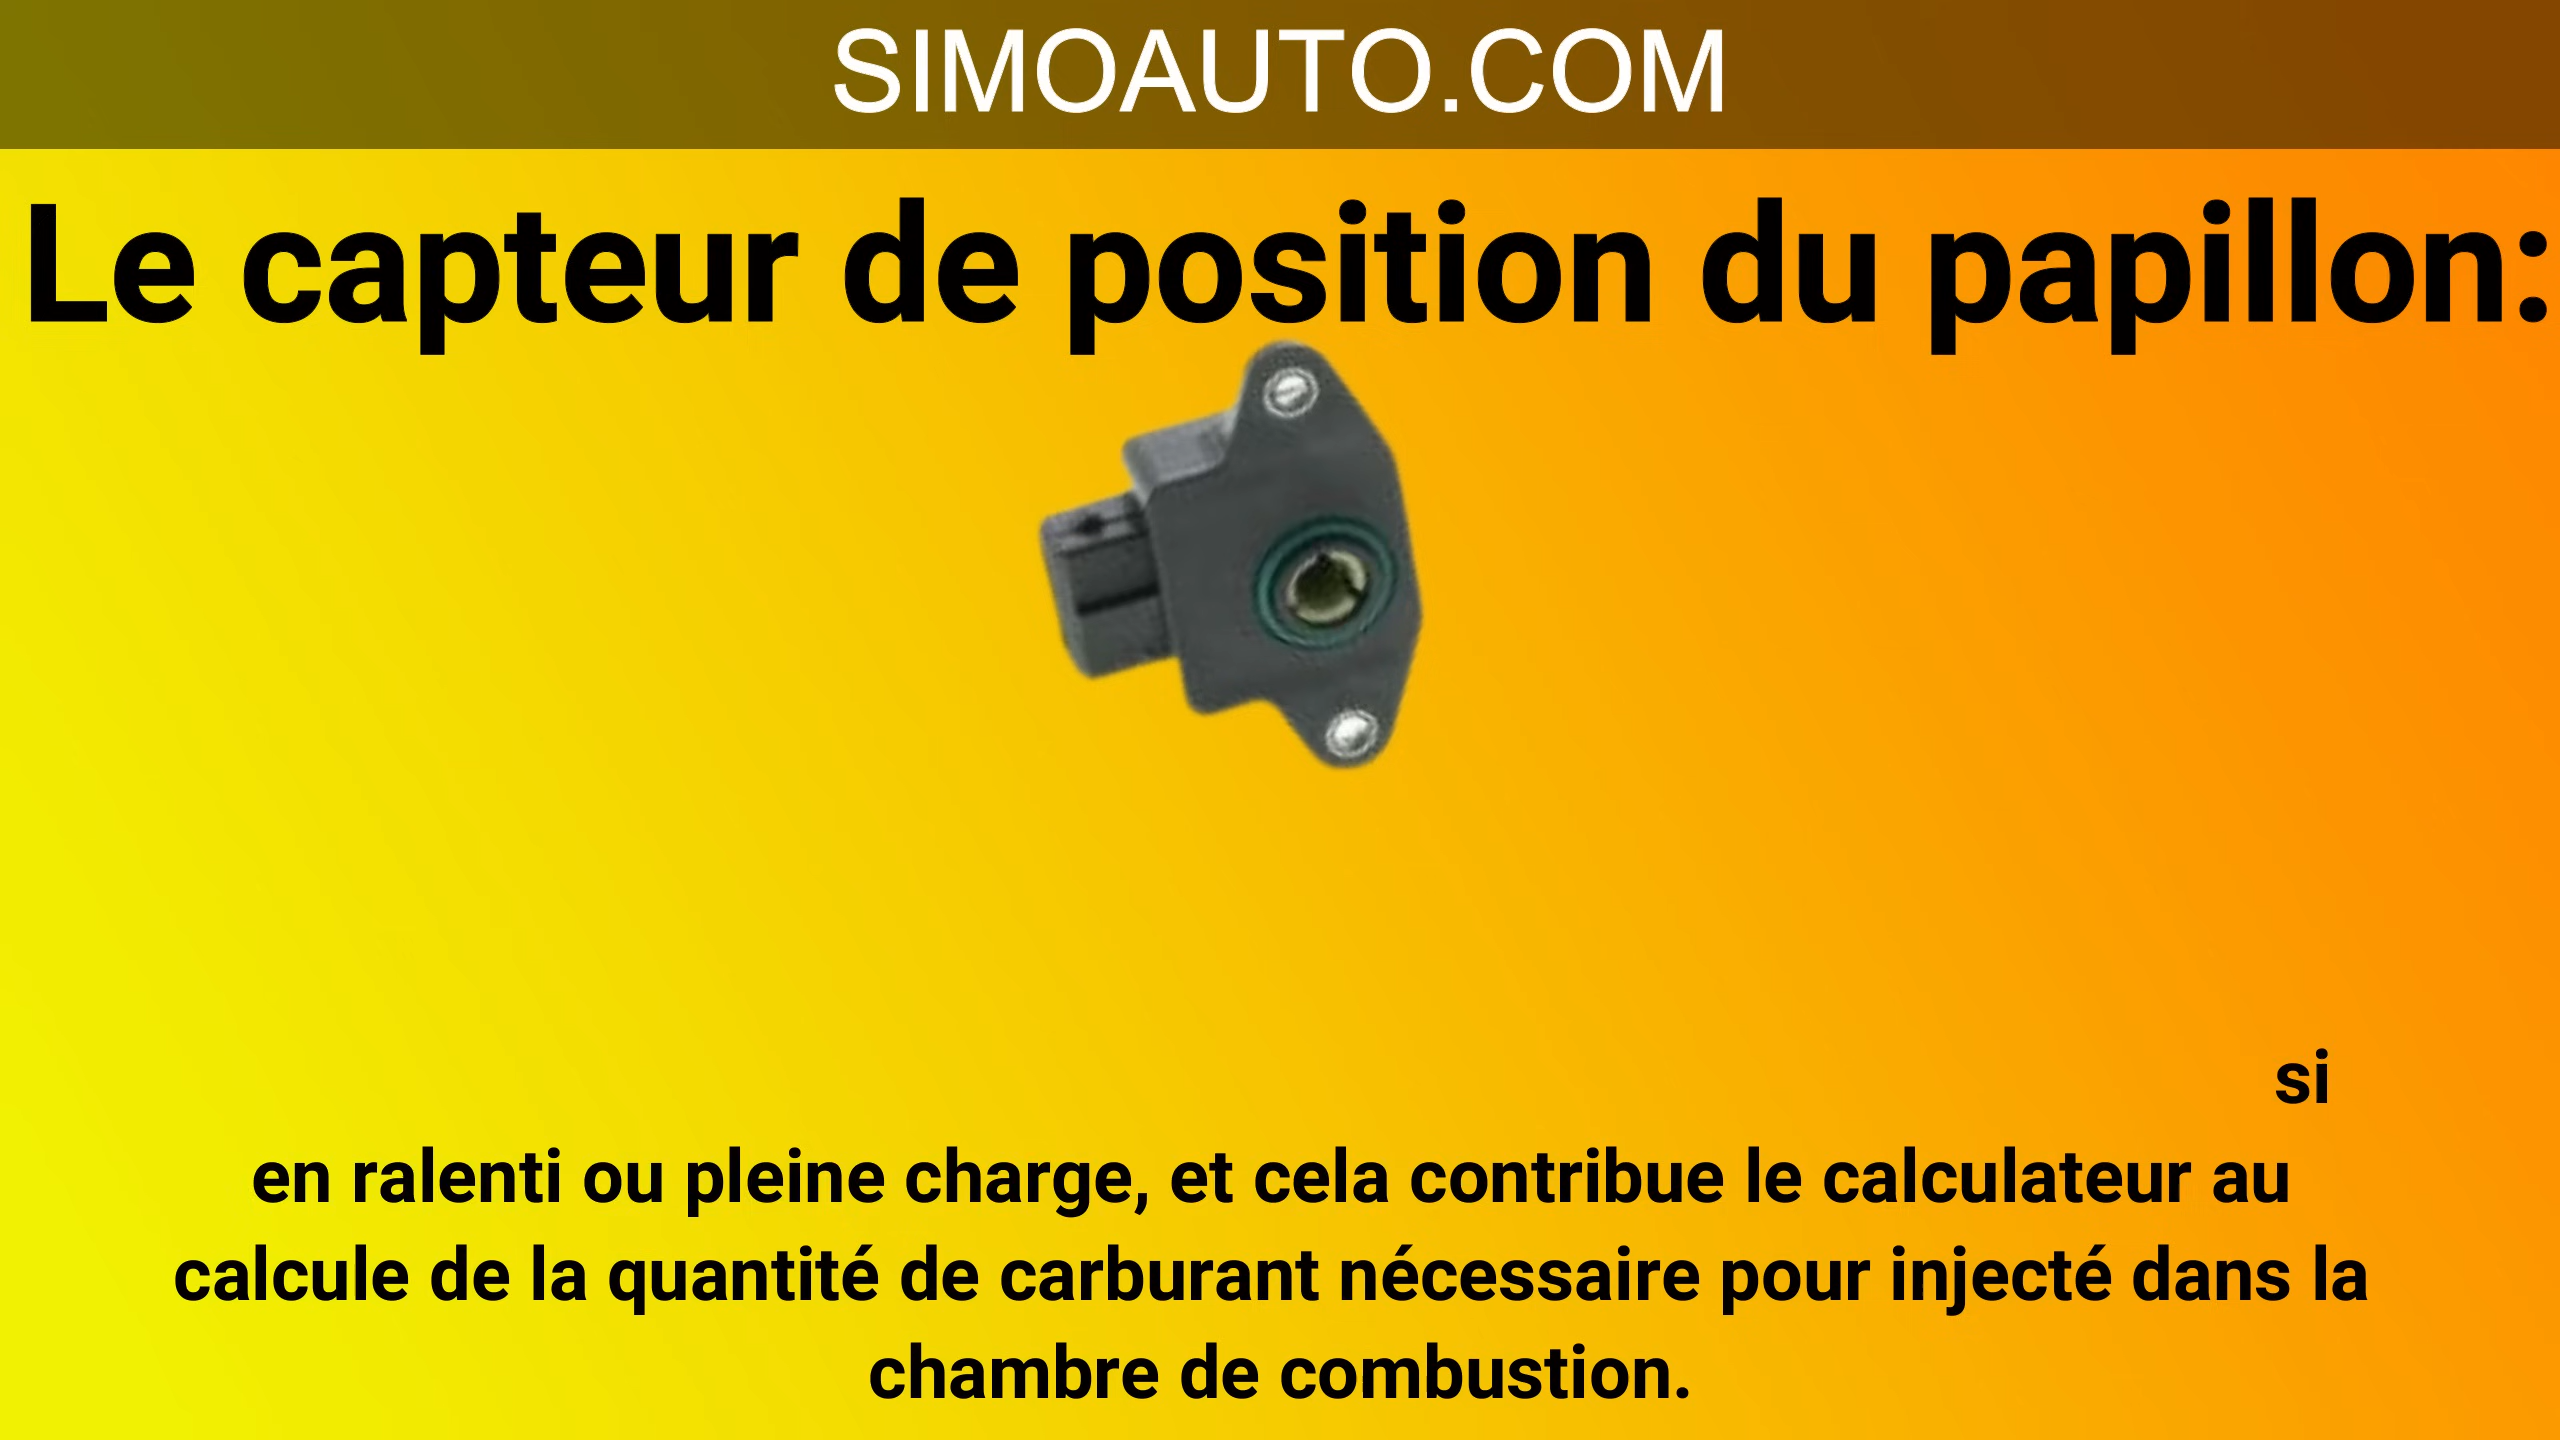 SIMOAUTO.COM
Le capteur de position du papillon:
si
en ralenti ou pleine charge, et cela contribue le calculateur au
calcule de la quantité de carburant nécessaire pour injecté dans la
chambre de combustion.